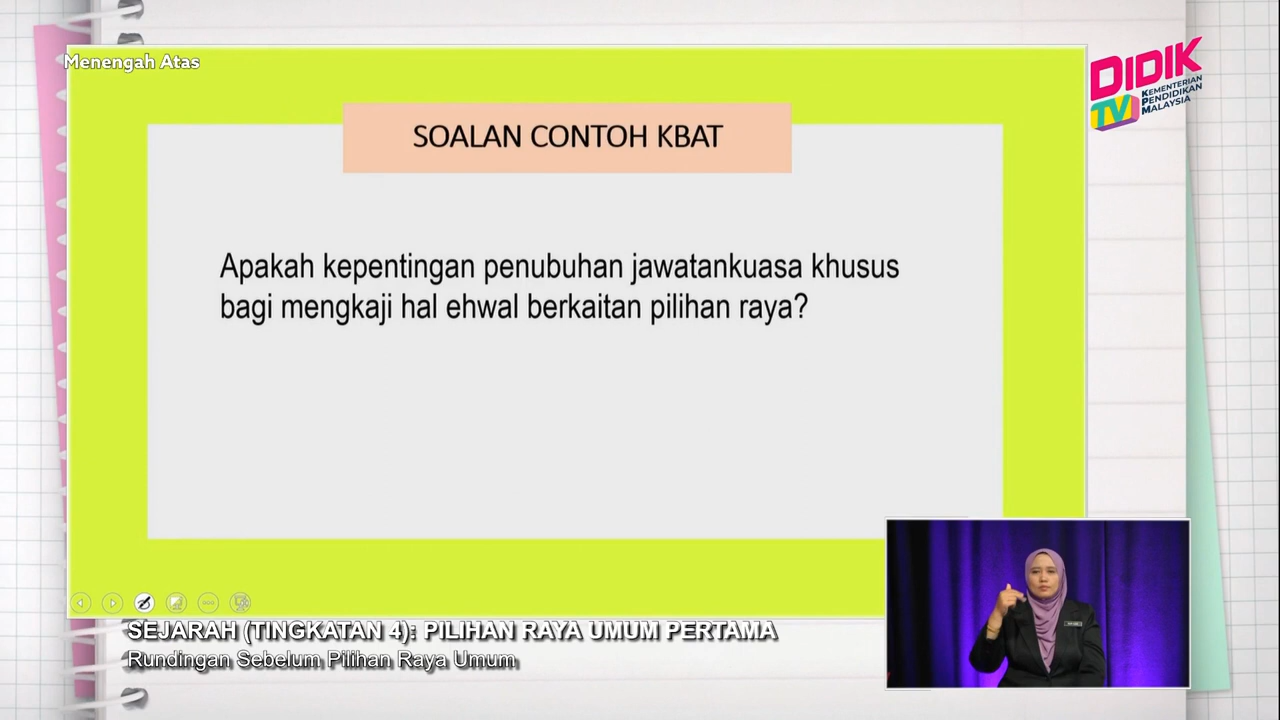 Menengah Atas
DIDIK
TV
KEMENTERIAN
PENDIDIKAN
MALAYSIA
SOALAN CONTOH KBAT
Apakah kepentingan penubuhan jawatankuasa khusus
bagi mengkaji hal ehwal berkaitan pilihan raya?
SEJARAH (TINGKATAN 4): PILIHAN RAYA UMUM PERTAMA
Rundingan Sebelum Pilihan Raya Umum